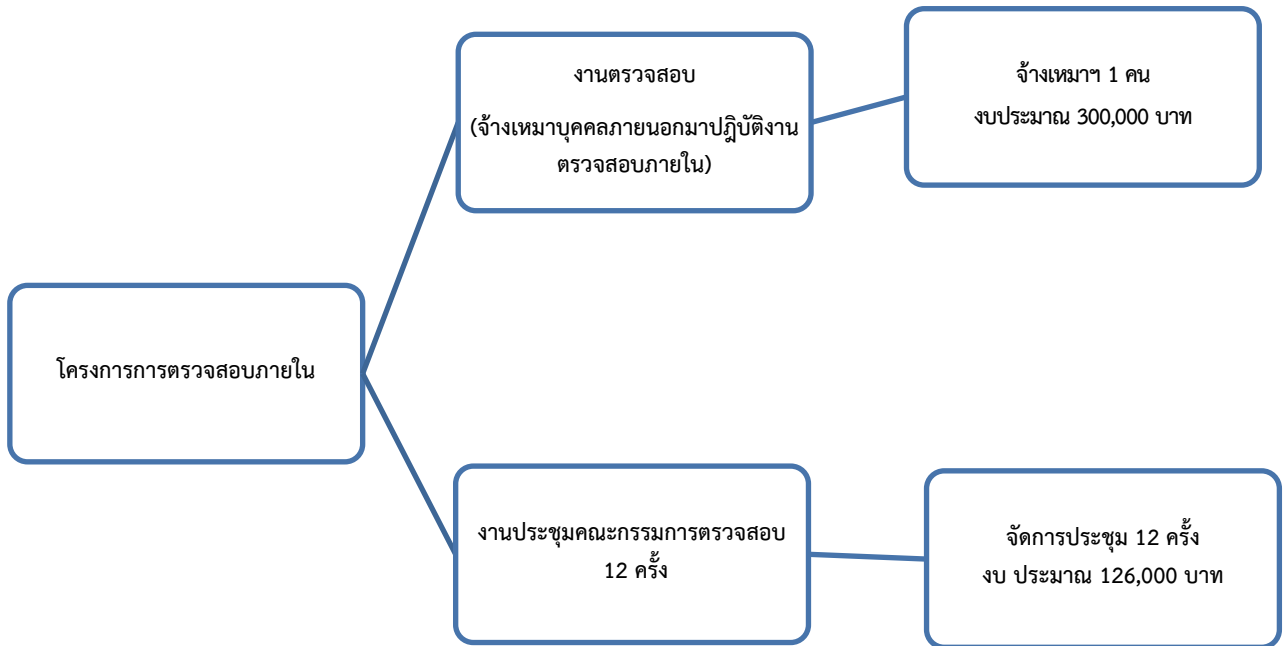 งานตรวจสอบ
(จ้างเหมาบุคคลภายนอกมาปฎิบัติงาน
ตรวจสอบภายใน)
จ้างเหมาฯ 1 คน
งบประมาณ 300,000 บาท
โครงการการตรวจสอบภายใน
งานประชุมคณะกรรมการตรวจสอบ
12 ครั้ง
จัดการประชุม 12 ครั้ง
งบ ประมาณ 126,000 บาท